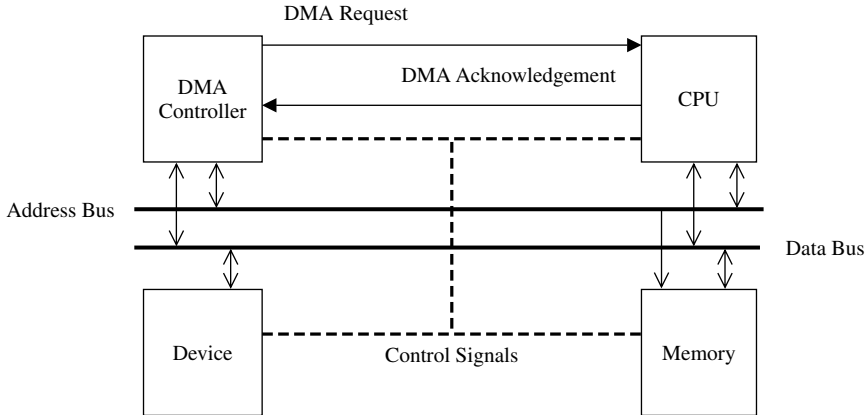 DMA Request
DMA Acknowledgement
DMA
Controller
CPU
Address Bus
Data Bus
Device
Control Signals
Memory